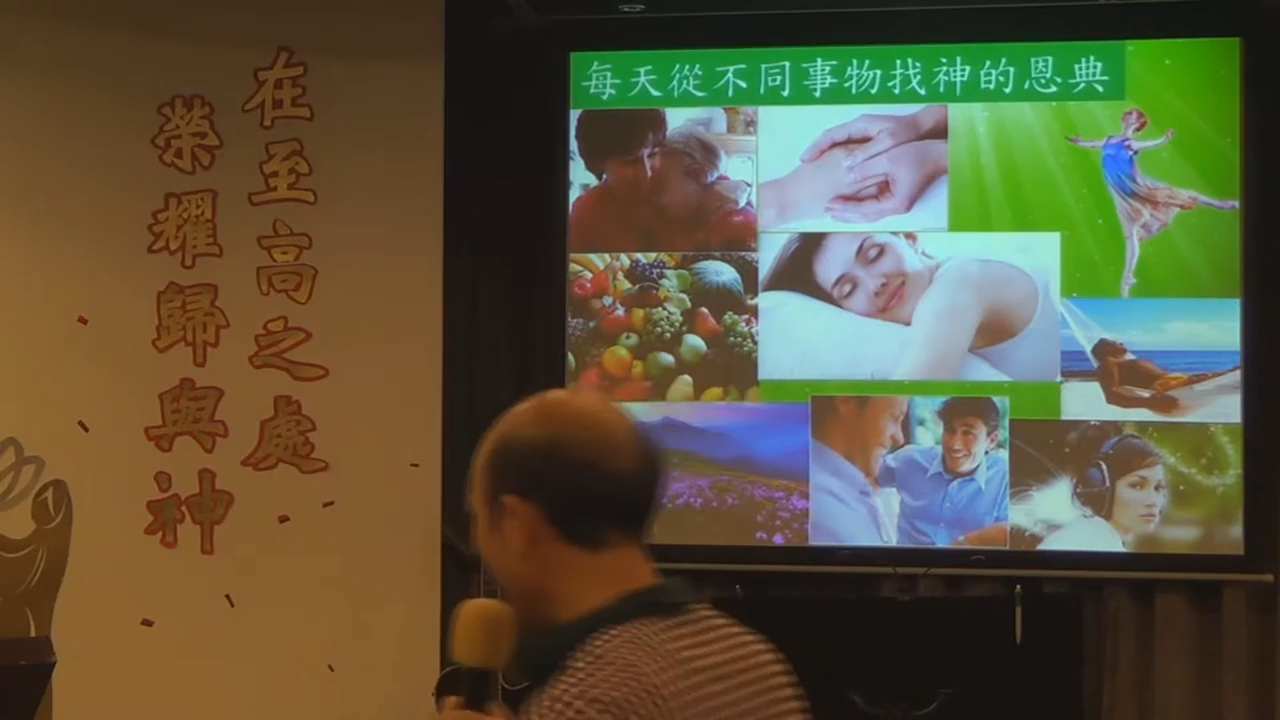 在至高之處
榮耀歸與神
每天從不同事物找神的恩典